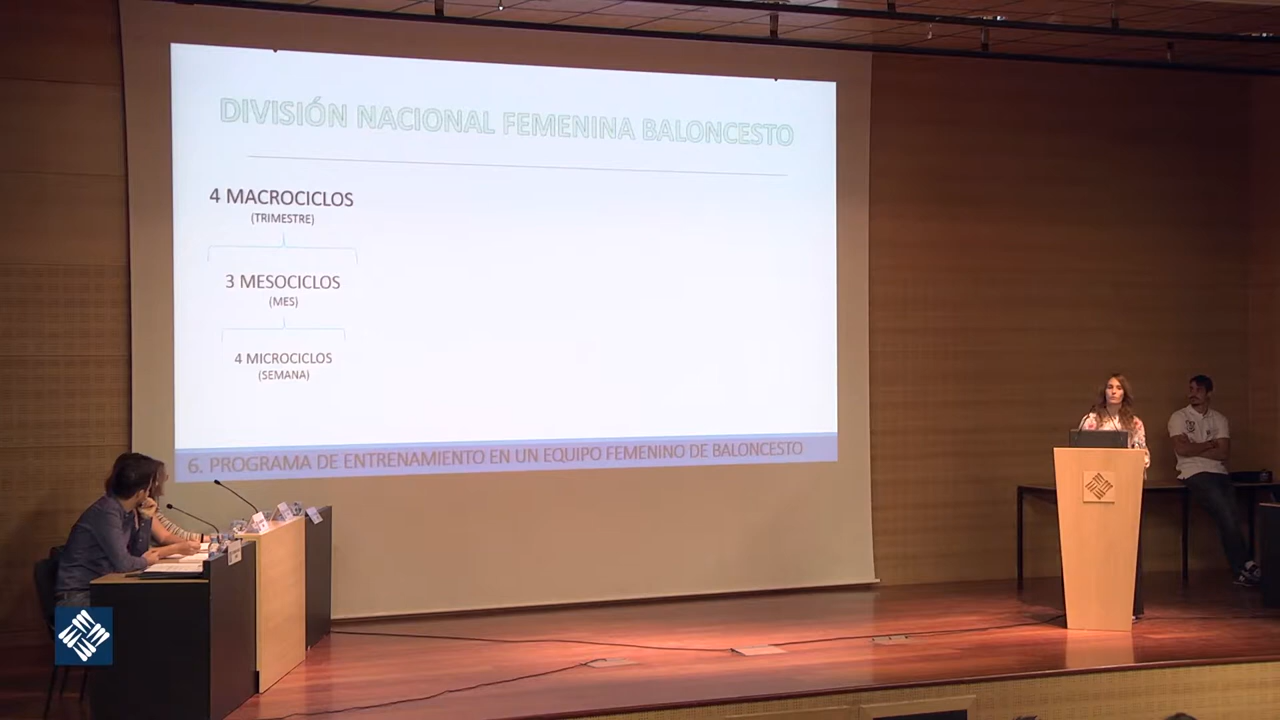 DIVISIÓN NACIONAL FEMENINA BALONCESTO
4 MACROCICLOS
(TRIMESTRE)
3 MESOCICLOS
(MES)
4 MICROCICLOS
(SEMANA)
6. PROGRAMA DE ENTRENAMIENTO EN UN EQUIPO FEMENINO DE BALONCESTO